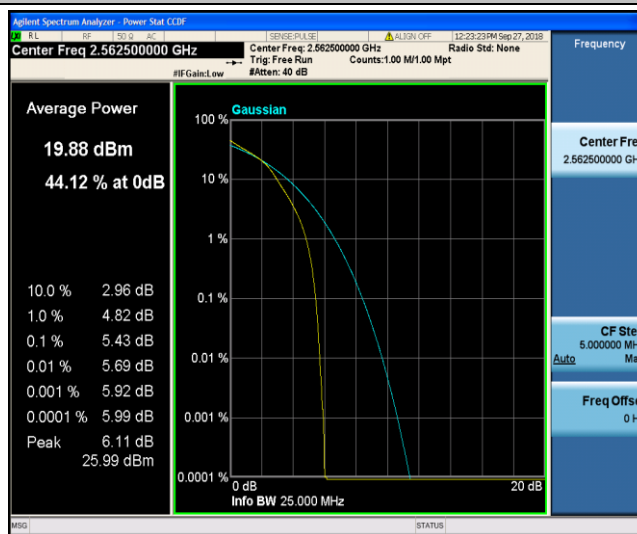 Agilent Spectrum Analyzer - Power Stat CCDF
RL RF 50 Ω AC SENSE:PULSE ALIGN OFF 12:23:23 PM Sep 27, 2018
Center Freq 2.562500000 GHz
Center Freq: 2.562500000 GHz Radio Std: None
Trig: Free Run Counts:1.00 M/1.00 Mpt
#IFGain:Low #Atten: 40 dB
Frequency
Average Power
19.88 dBm
44.12 % at 0dB
10.0 % 2.96 dB
1.0 % 4.82 dB
0.1 % 5.43 dB
0.01 % 5.69 dB
0.001 % 5.92 dB
0.0001 % 5.99 dB
Peak 6.11 dB
25.99 dBm
Gaussian
100 %
10 %
1 %
0.1 %
0.01 %
0.001 %
0.0001 %
0 dB 20 dB
Info BW 25.000 MHz
Center Fre
2.562500000 GH
CF Ste
5.000000 MH
Auto Ma
Freq Offse
0 H
MSG STATUS